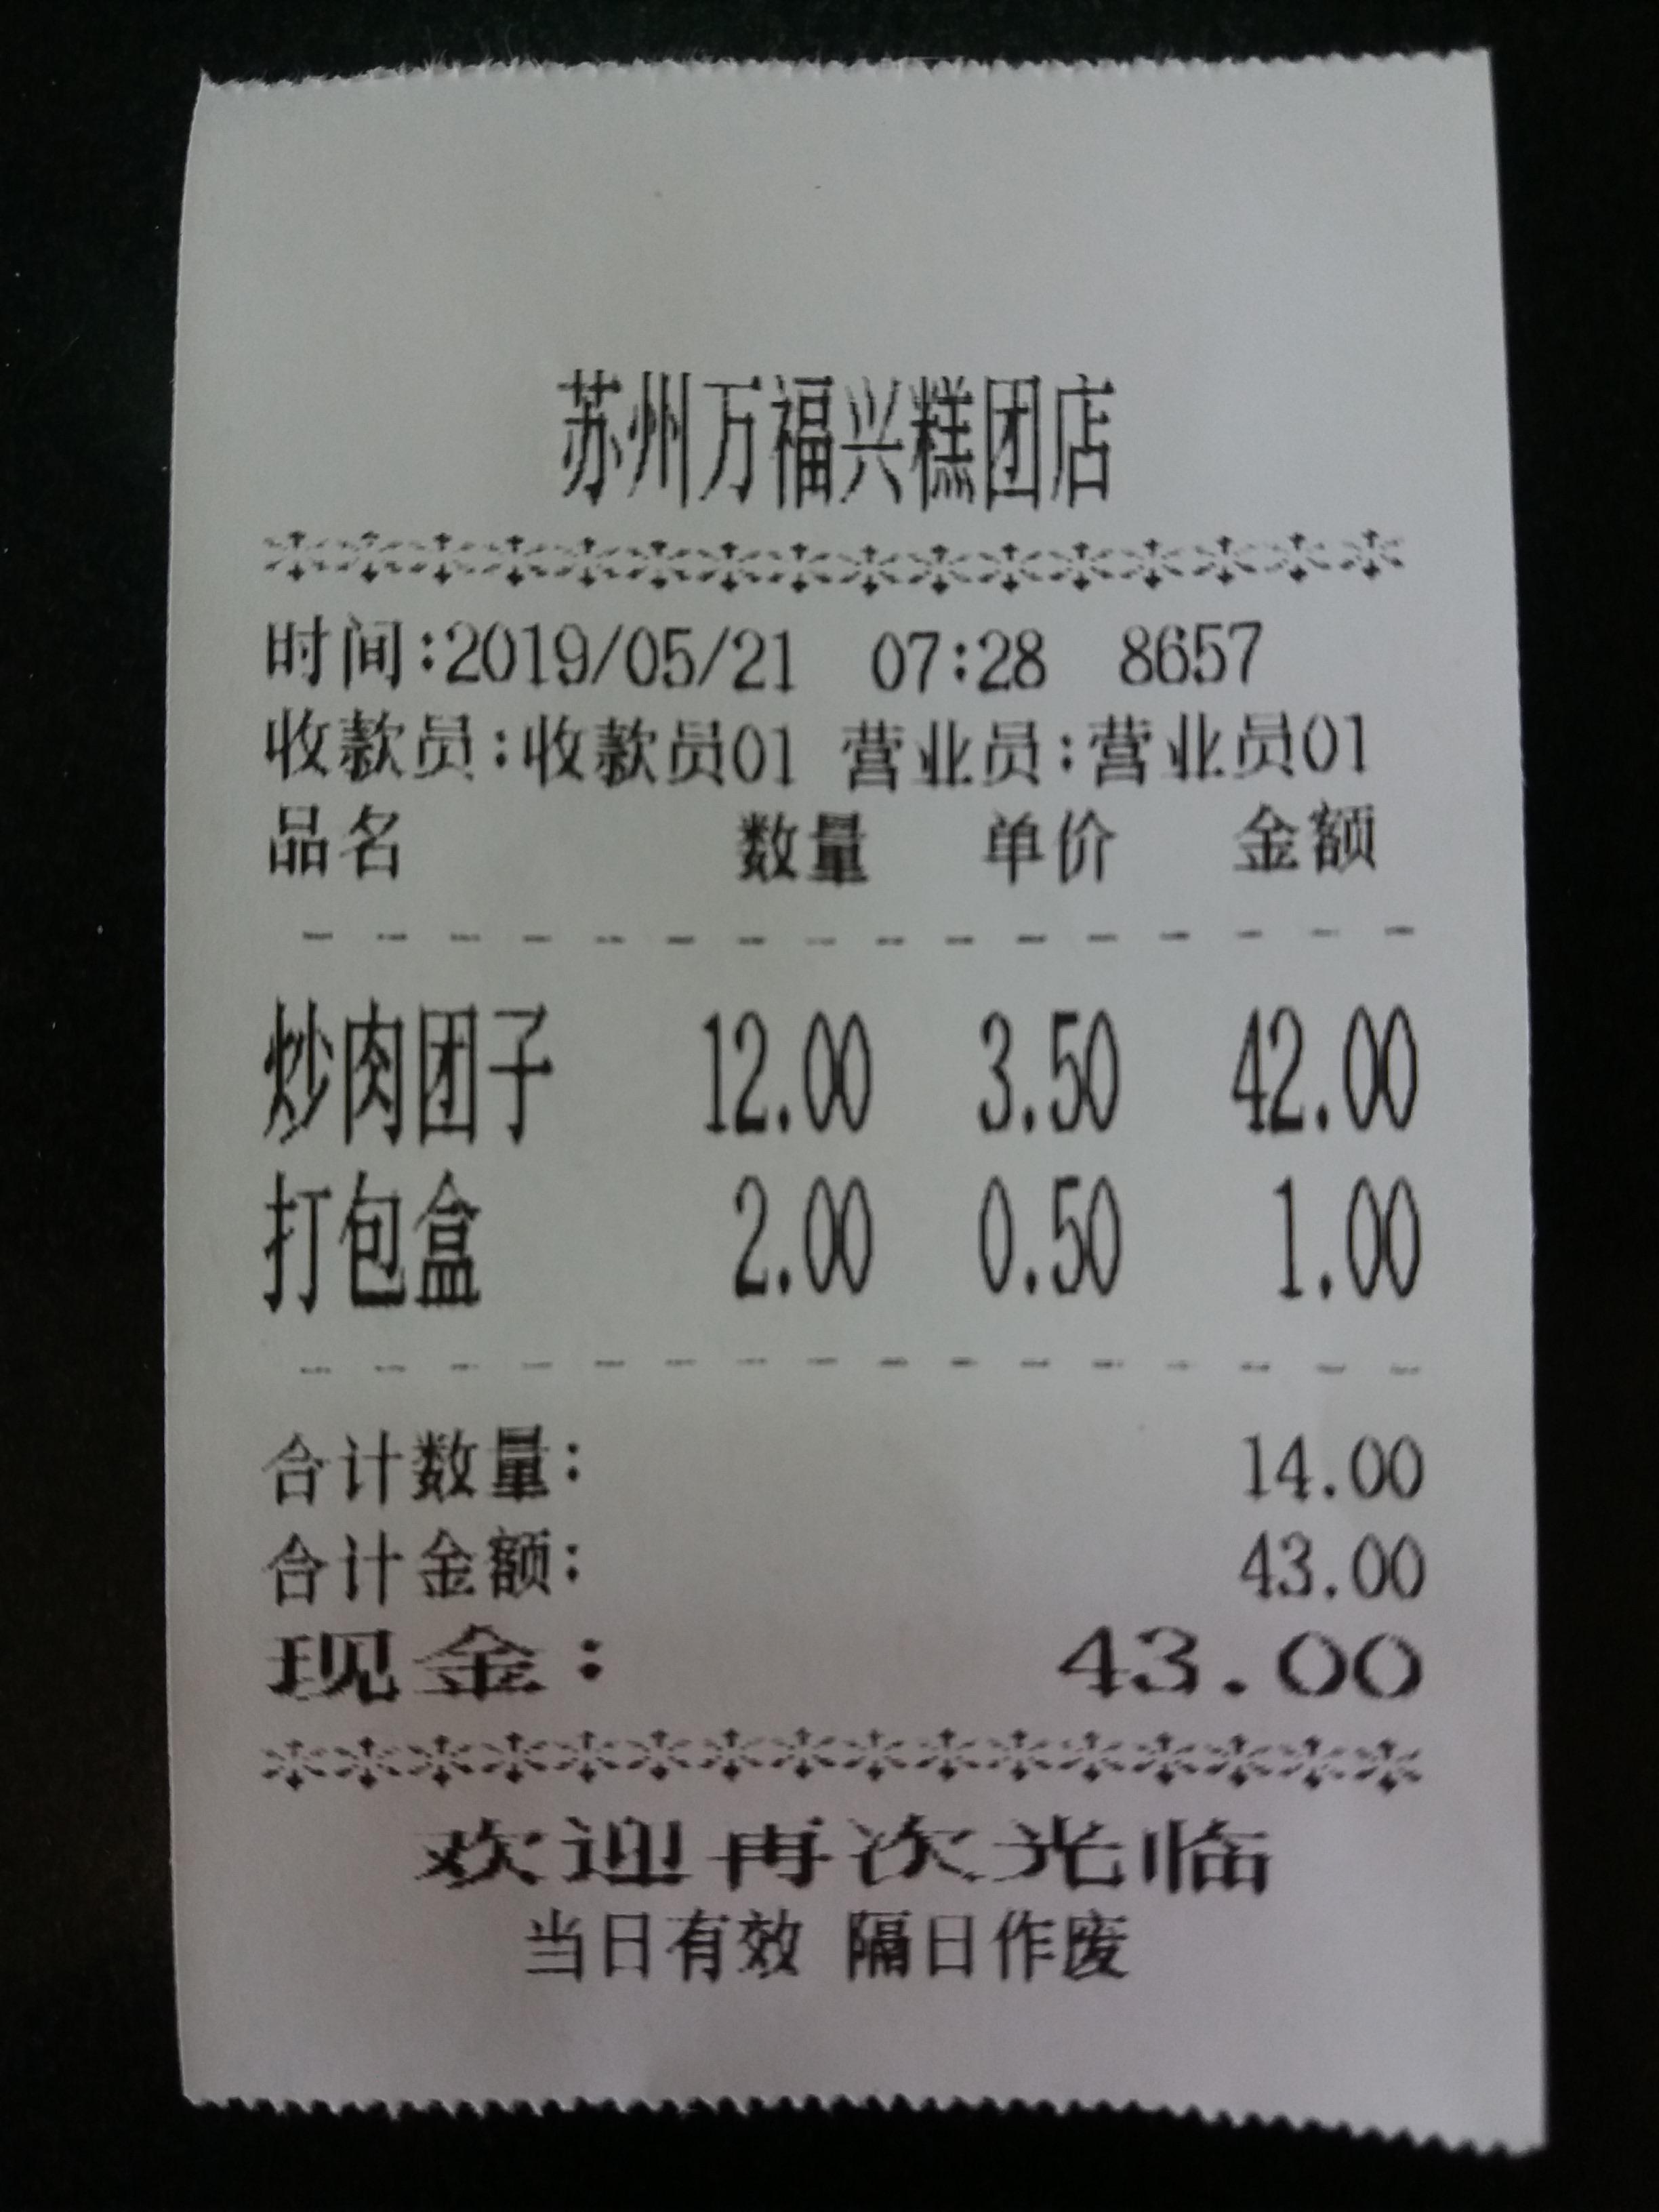 苏州万福兴糕团店
时间:2019/05/21 07:28 8657
收款员:收款员01 营业员:营业员01
品名 数量 单价 金额
炒肉团子 12.00 3.50 42.00
打包盒 2.00 0.50 1.00
合计数量: 14.00
合计金额: 43.00
现金: 43.00
欢迎再次光临
当日有效 隔日作废